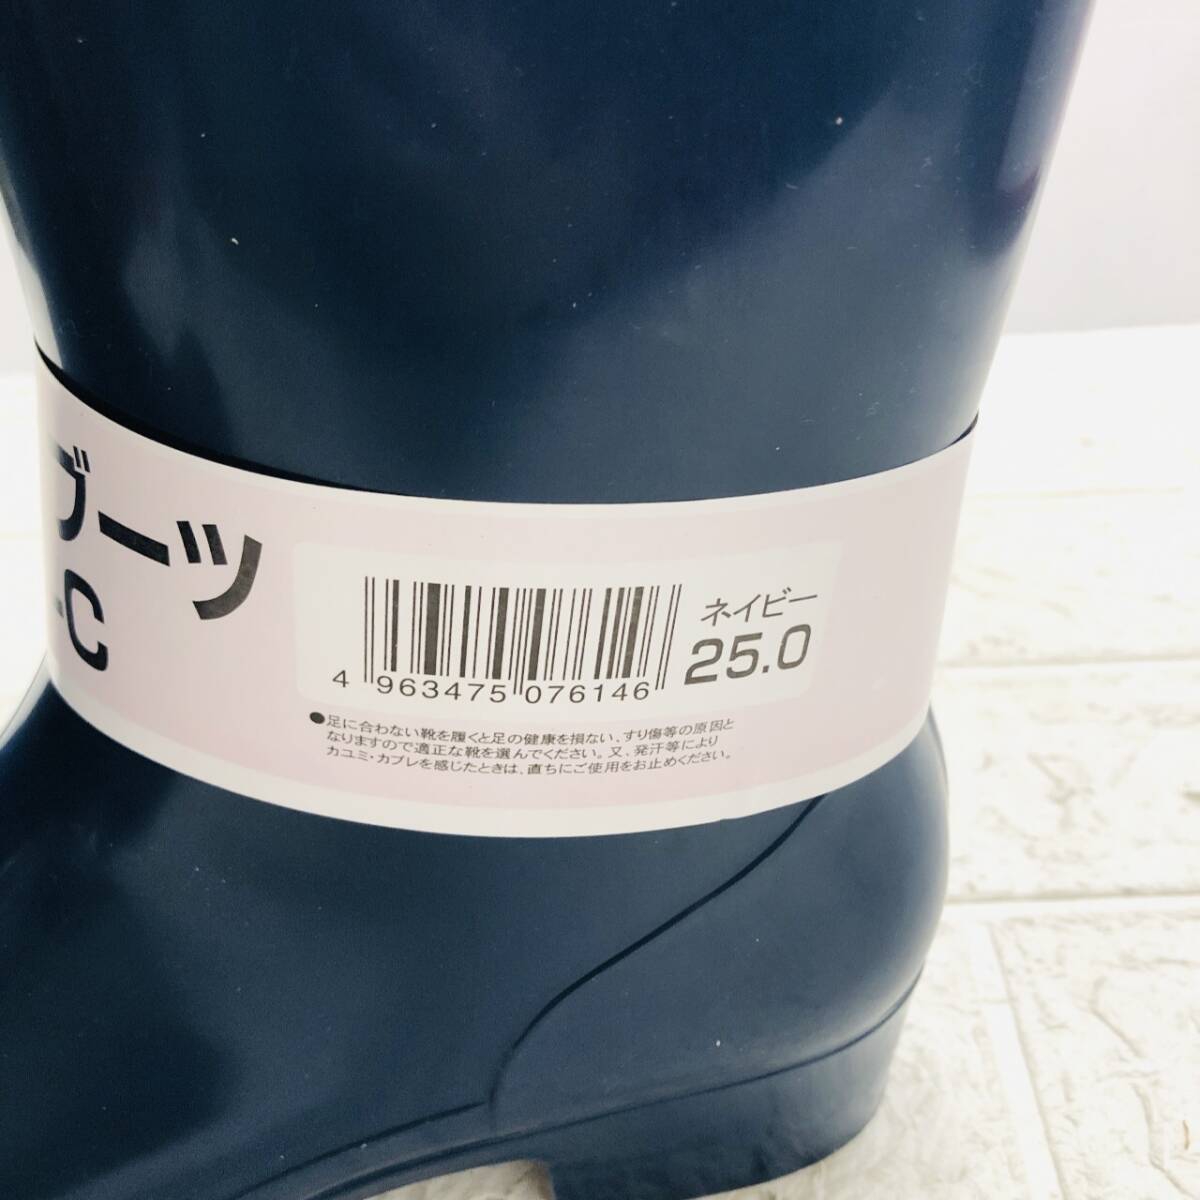 ブーツ
-C
ネイビー
25.0
4 963475 076146
●足に合わない靴を履くと足の健康を損ない、すり傷等の原因と
なりますので適正な靴を選んでください。又、発汗等により
カユミ・カブレを感じたときは、直ちにご使用をお止めください。